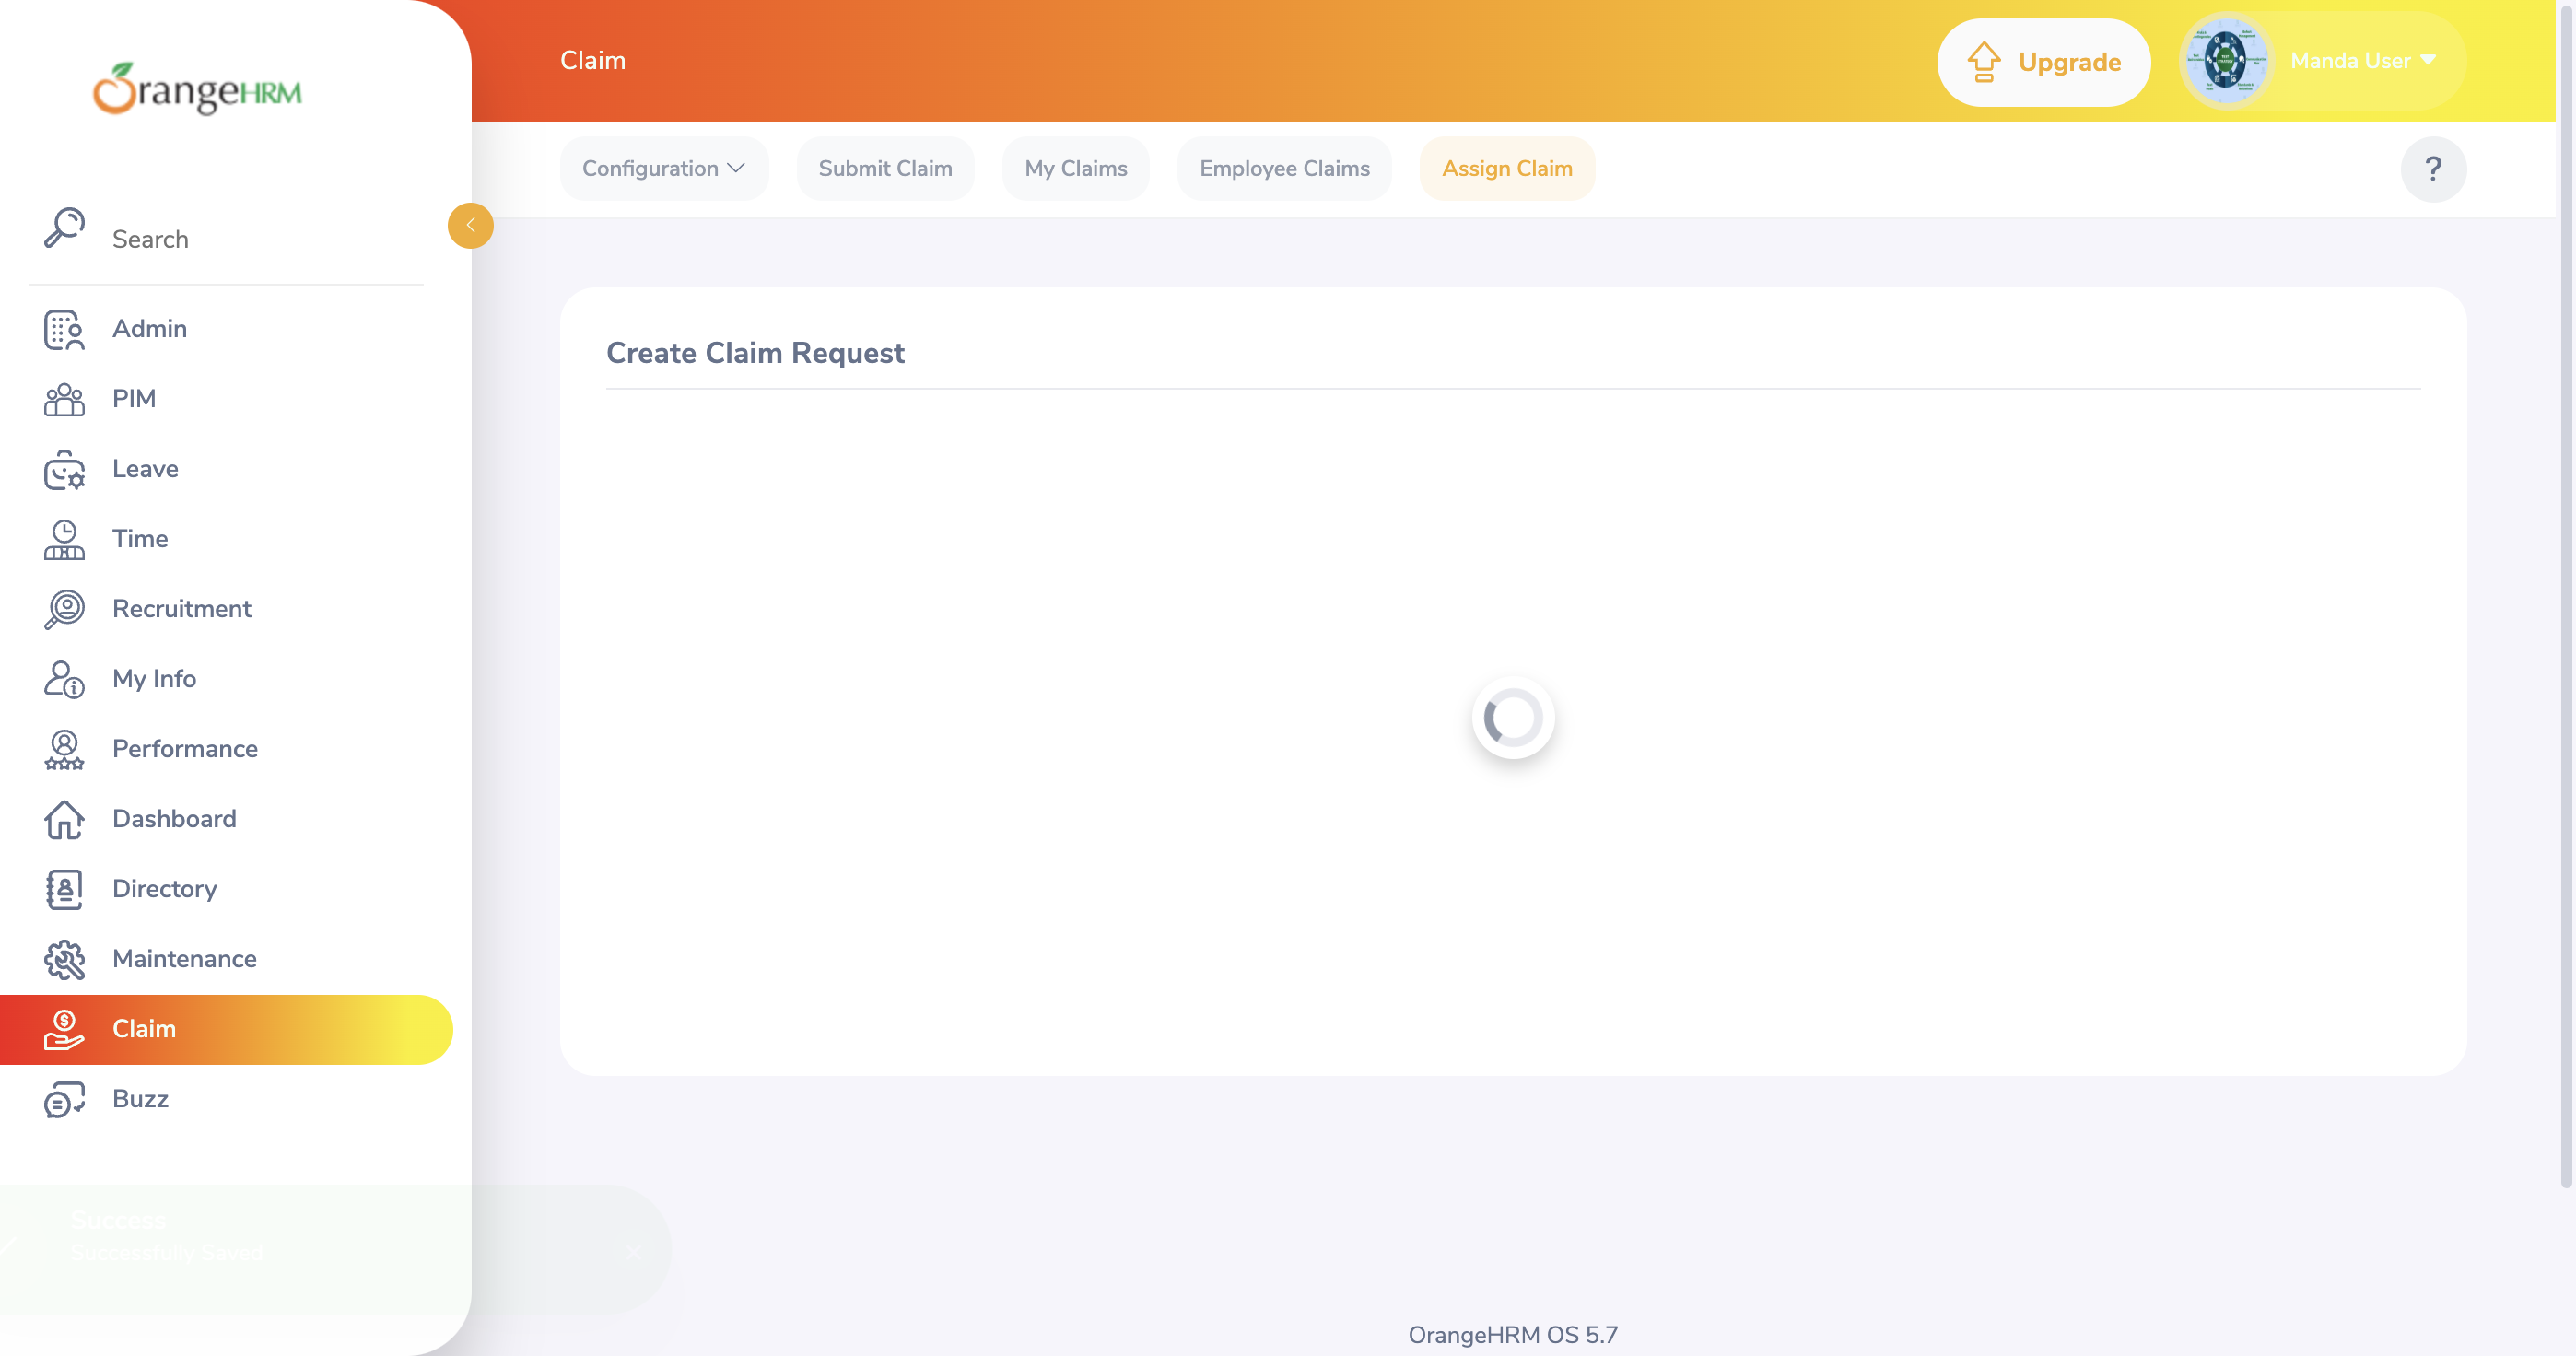 OrangeHRM
Claim
Upgrade
Manda User
Configuration
Submit Claim
My Claims
Employee Claims
Assign Claim
?
Search
Admin
PIM
Leave
Time
Recruitment
My Info
Performance
Dashboard
Directory
Maintenance
Claim
Buzz
Create Claim Request
Success
Successfully Saved
OrangeHRM OS 5.7